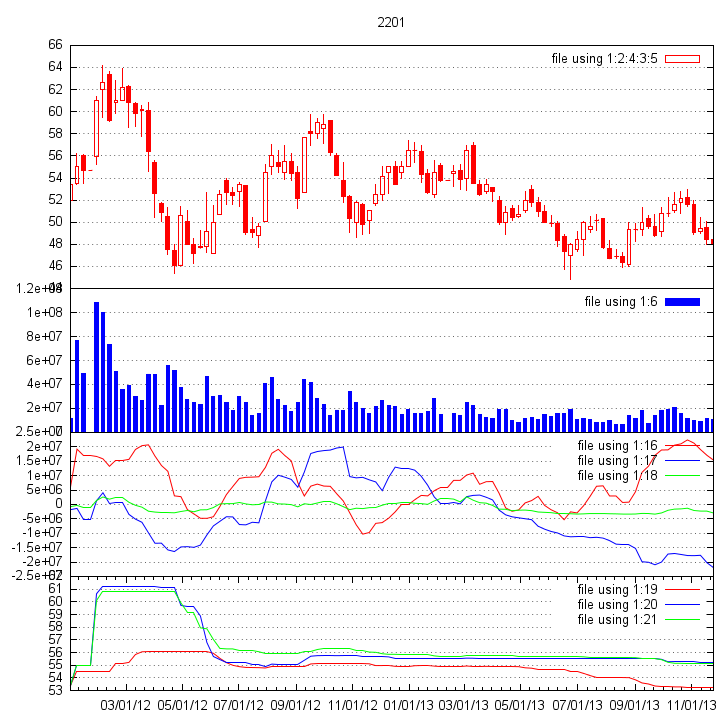 2201
66
file using 1:2:4:3:5
64
62
60
58
56
54
52
50
48
46
1.2e+08
file using 1:6
1e+08
8e+07
6e+07
4e+07
2e+07
2.5e+07
file using 1:16
2e+07
file using 1:17
1.5e+07
file using 1:18
1e+07
5e+06
0
-5e+06
-1e+07
-1.5e+07
-2e+07
-2.5e+07
61
file using 1:19
60
file using 1:20
59
file using 1:21
58
57
56
55
54
53
03/01/12 05/01/12 07/01/12 09/01/12 11/01/12 01/01/13 03/01/13 05/01/13 07/01/13 09/01/13 11/01/13